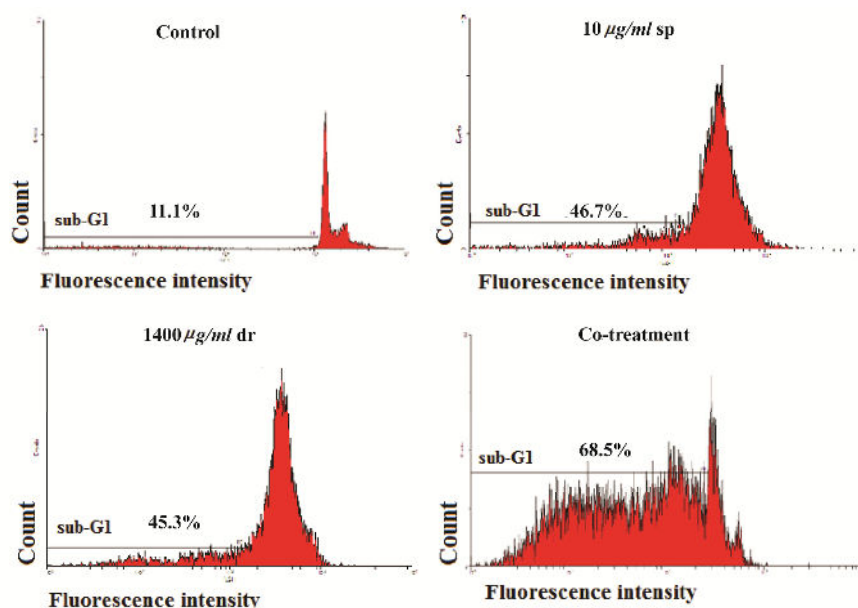 Control
Count
sub-G1
11.1%
Fluorescence intensity
10 µg/ml sp
Count
sub-G1
46.7%
Fluorescence intensity
1400 µg/ml dr
Count
sub-G1
45.3%
Fluorescence intensity
Co-treatment
Count
sub-G1
68.5%
Fluorescence intensity